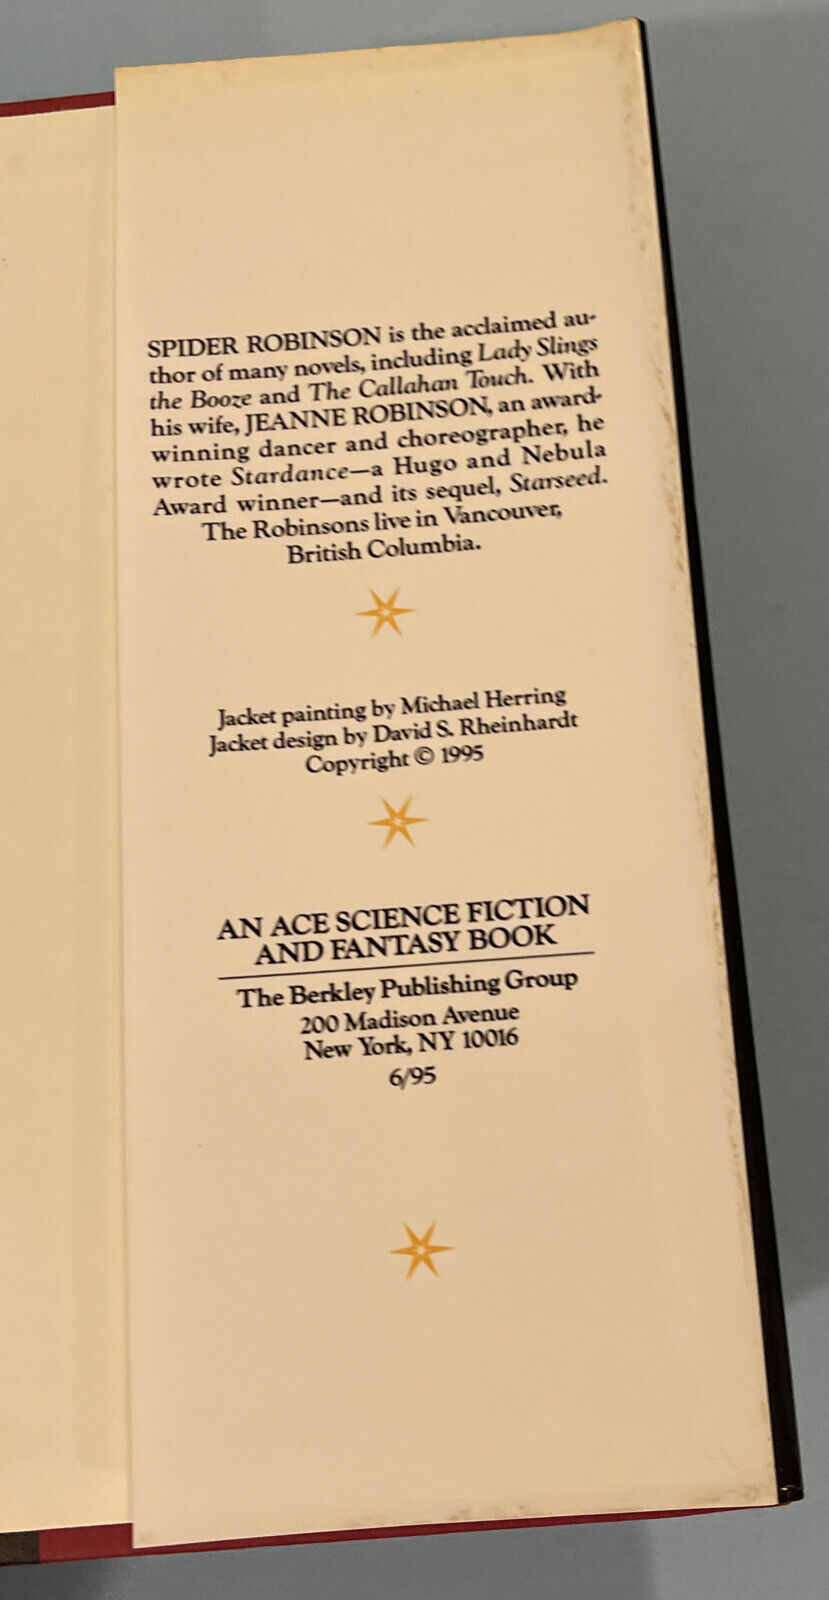 SPIDER ROBINSON is the acclaimed au-
thor of many novels, including Lady Slings
the Booze and The Callahan Touch. With
his wife, JEANNE ROBINSON, an award-
winning dancer and choreographer, he
wrote Stardance—a Hugo and Nebula
Award winner—and its sequel, Starseed.
The Robinsons live in Vancouver,
British Columbia.
Jacket painting by Michael Herring
Jacket design by David S. Rheinhardt
Copyright © 1995
AN ACE SCIENCE FICTION
AND FANTASY BOOK
The Berkley Publishing Group
200 Madison Avenue
New York, NY 10016
6/95